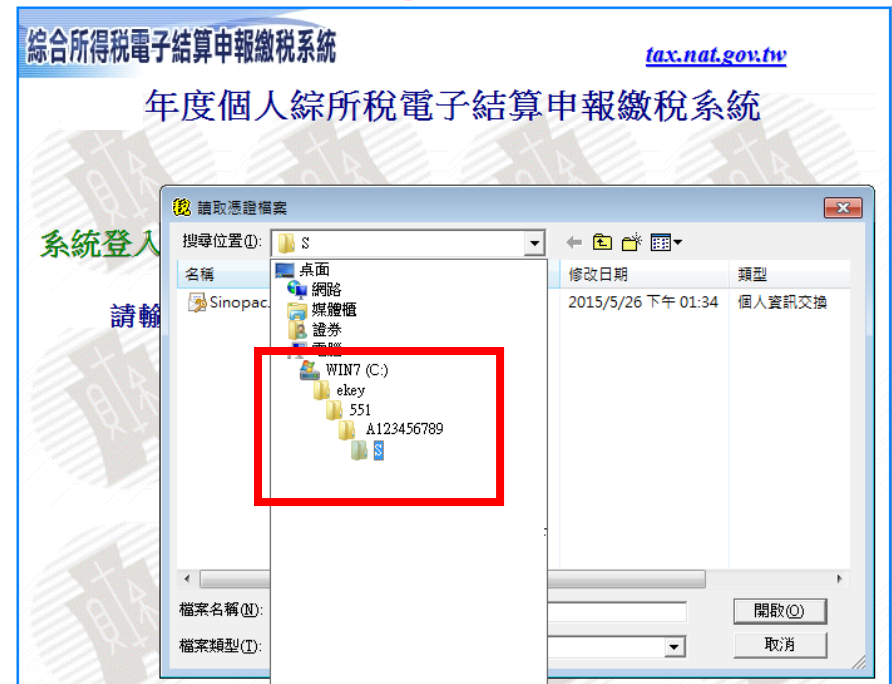 綜合所得稅電子結算申報繳稅系統
tax.nat.gov.tw
年度個人綜所稅電子結算申報繳稅系統
請取憑證檔案
系統登入
搜尋位置(I): S
名稱 修改日期 類型
桌面
網路
Sinopac. 2015/5/26 下午 01:34 個人資訊交換
媒體櫃
請輸
證券
電腦
WIN7 (C:)
ekey
551
A123456789
S
檔案名稱(N): 開啟(O)
檔案類型(T): 取消